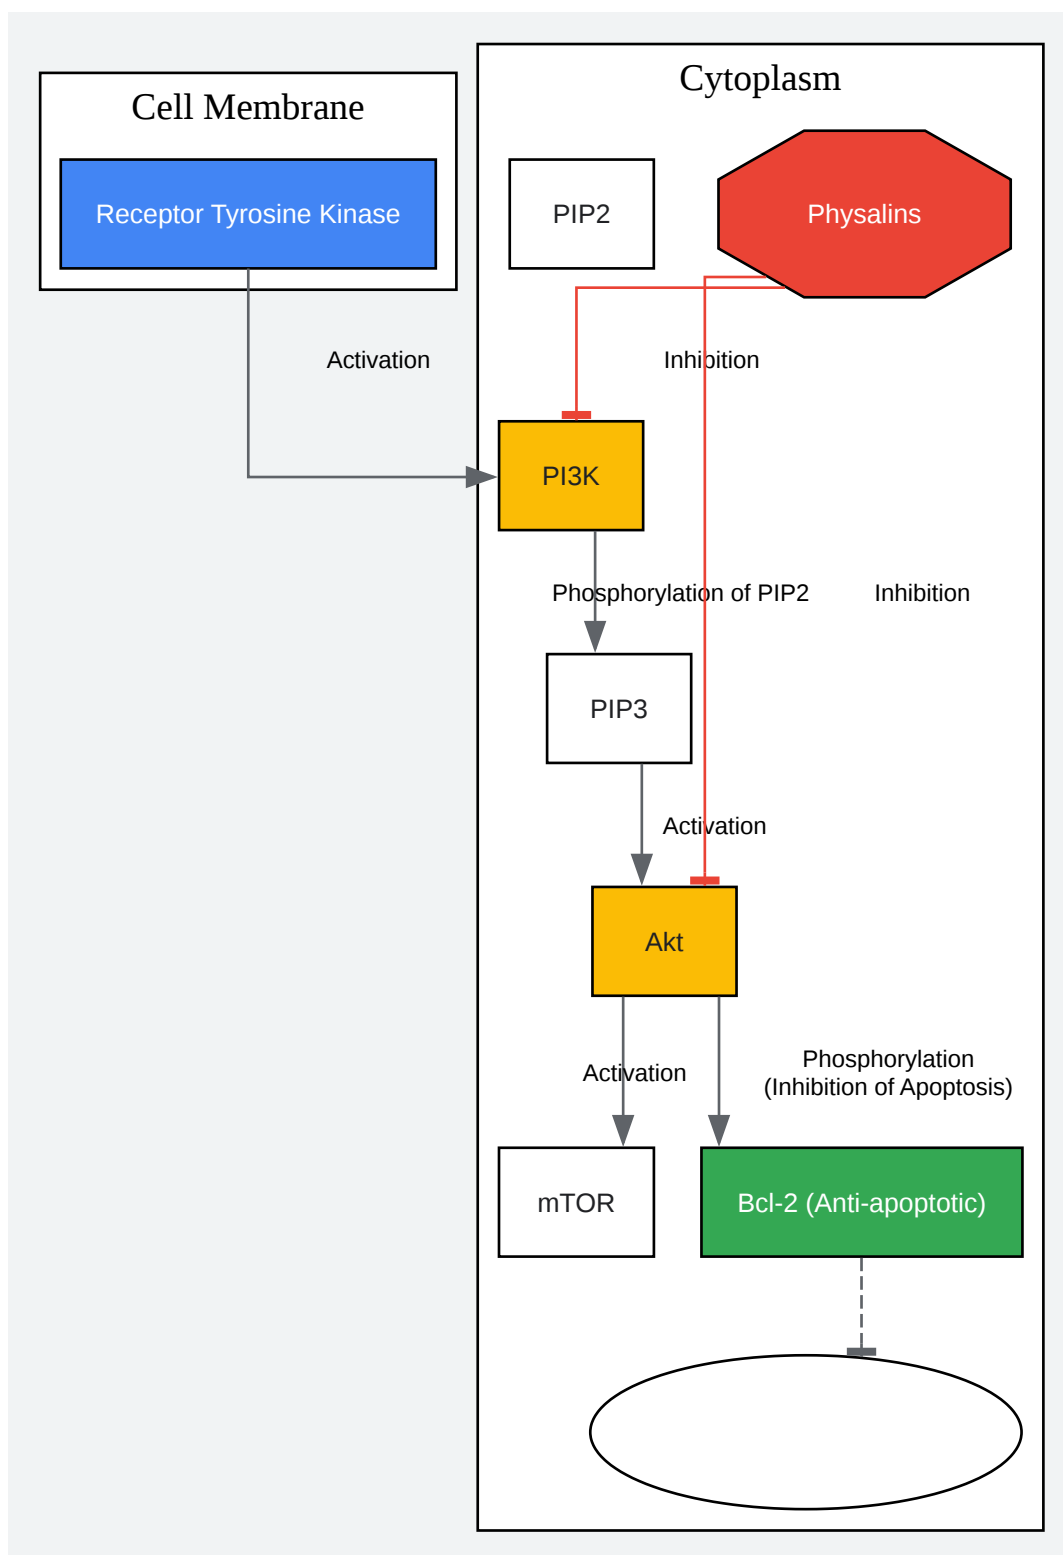 Cytoplasm
Cell Membrane
Receptor Tyrosine Kinase
PIP2
Physalins
Activation
Inhibition
PI3K
Phosphorylation of PIP2
Inhibition
PIP3
Activation
Akt
Activation
Phosphorylation
(Inhibition of Apoptosis)
mTOR
Bcl-2 (Anti-apoptotic)